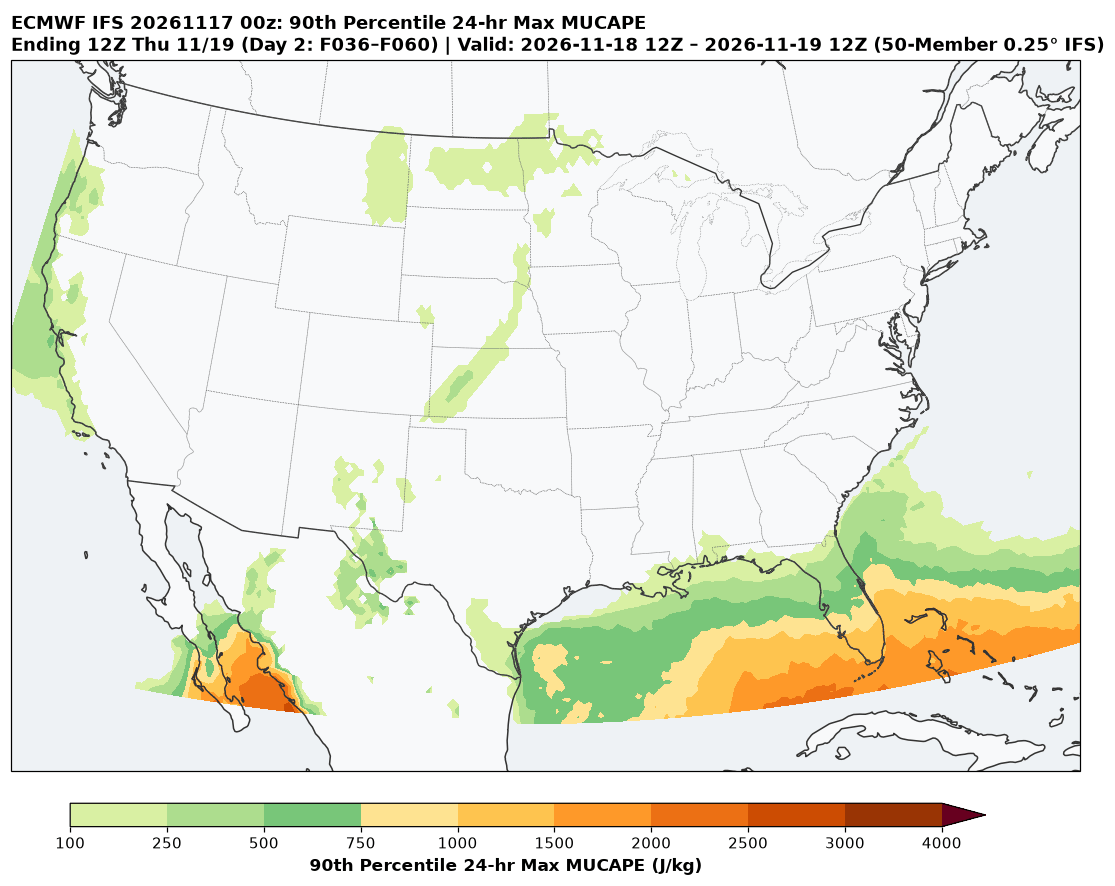 ECMWF IFS 20261117 00z: 90th Percentile 24-hr Max MUCAPE
Ending 12Z Thu 11/19 (Day 2: F036–F060) | Valid: 2026-11-18 12Z – 2026-11-19 12Z (50-Member 0.25° IFS)
100 250 500 750 1000 1500 2000 2500 3000 4000
90th Percentile 24-hr Max MUCAPE (J/kg)